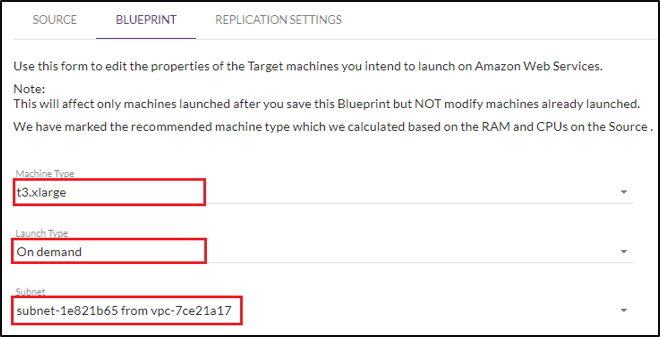 SOURCE BLUEPRINT REPLICATION SETTINGS
Use this form to edit the properties of the Target machines you intend to launch on Amazon Web Services.
Note:
This will affect only machines launched after you save this Blueprint but NOT modify machines already launched.
We have marked the recommended machine type which we calculated based on the RAM and CPUs on the Source .
Machine Type
t3.xlarge
Launch Type
On demand
Subnet
subnet-1e821b65 from vpc-7ce21a17